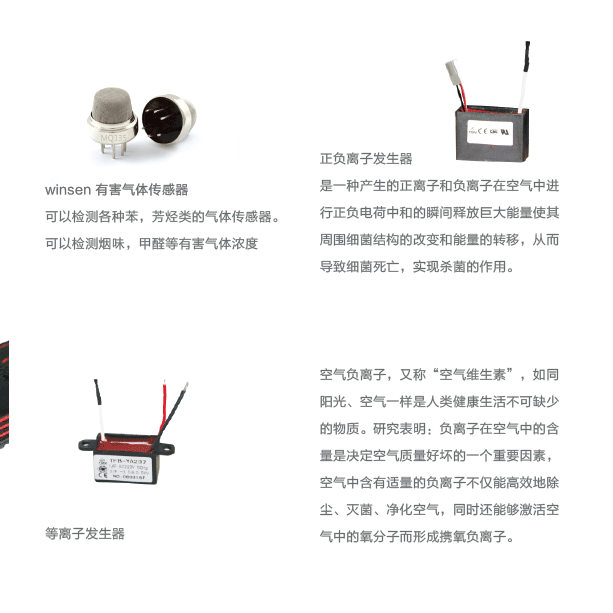 MQ135
winsen 有害气体传感器
可以检测各种苯，芳烃类的气体传感器。
可以检测烟味，甲醛等有害气体浓度
正负离子发生器
是一种产生的正离子和负离子在空气中进
行正负电荷中和的瞬间释放巨大能量使其
周围细菌结构的改变和能量的转移，从而
导致细菌死亡，实现杀菌的作用。
TFB-YA237
等离子发生器
空气负离子，又称“空气维生素”，如同
阳光、空气一样是人类健康生活不可缺少
的物质。研究表明：负离子在空气中的含
量是决定空气质量好坏的一个重要因素，
空气中含有适量的负离子不仅能高效地除
尘、灭菌、净化空气，同时还能够激活空
气中的氧分子而形成携氧负离子。